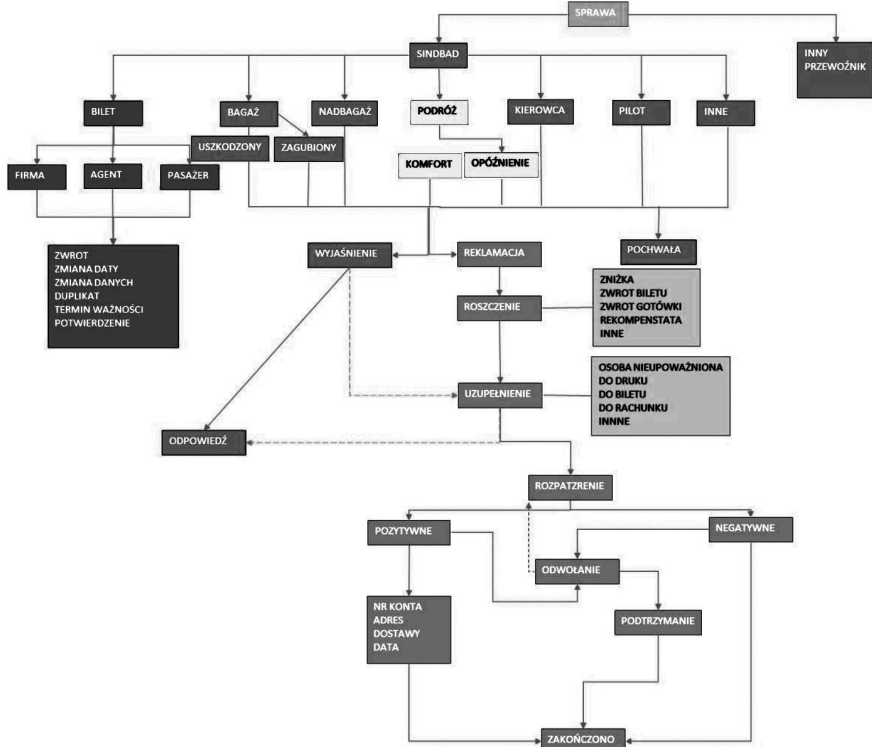 SPRAWA
SINDBAD
INNY
PRZEWOŹNIK
BILET
BAGAŻ
NADBAGAŻ
PODRÓŻ
KIEROWCA
PILOT
INNE
USZKODZONY
ZAGUBIONY
KOMFORT
OPÓŹNIENIE
FIRMA
AGENT
PASAŻER
ZWROT
ZMIANA DATY
ZMIANA DANYCH
DUPLIKAT
TERMIN WAŻNOŚCI
POTWIERDZENIE
WYJAŚNIENIE
REKLAMACJA
POCHWAŁA
ROSZCZENIE
ZNIŻKA
ZWROT BILETU
ZWROT GOTÓWKI
REKOMPENSTATA
INNE
UZUPEŁNIENIE
OSOBA NIEUPOWAŻNIONA
DO DRUKU
DO BILETU
DO RACHUNKU
INNNE
ODPOWIEDŹ
ROZPATZRENIE
POZYTYWNE
NEGATYWNE
ODWOŁANIE
NR KONTA
ADRES
DOSTAWY
DATA
PODTRZYMANIE
ZAKOŃCZONO